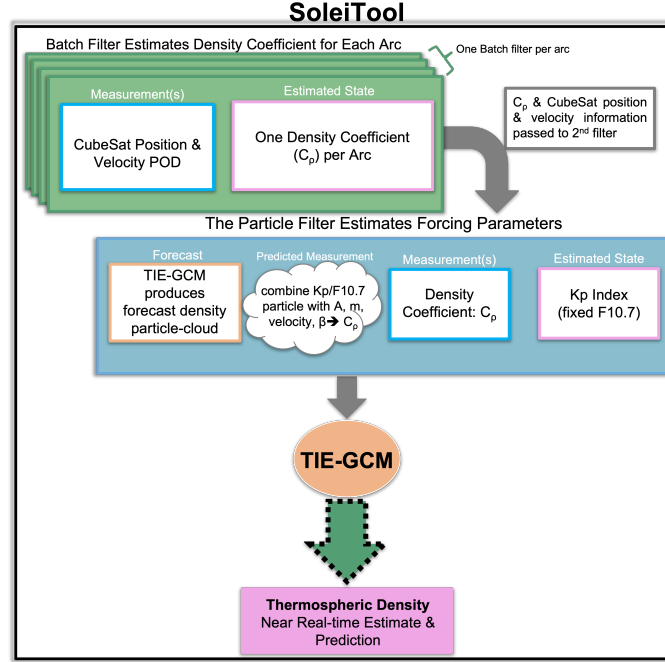 SoleiTool
Batch Filter Estimates Density Coefficient for Each Arc
One Batch filter per arc
Measurement(s)
CubeSat Position &
Velocity POD
Estimated State
One Density Coefficient
(Cρ) per Arc
Cρ & CubeSat position
& velocity information
passed to 2nd filter
The Particle Filter Estimates Forcing Parameters
Forecast
TIE-GCM
produces
forecast density
particle-cloud
Predicted Measurement
combine Kp/F10.7
particle with A, m,
velocity, β➔ Cρ
Measurement(s)
Density
Coefficient: Cρ
Estimated State
Kp Index
(fixed F10.7)
TIE-GCM
Thermospheric Density
Near Real-time Estimate &
Prediction